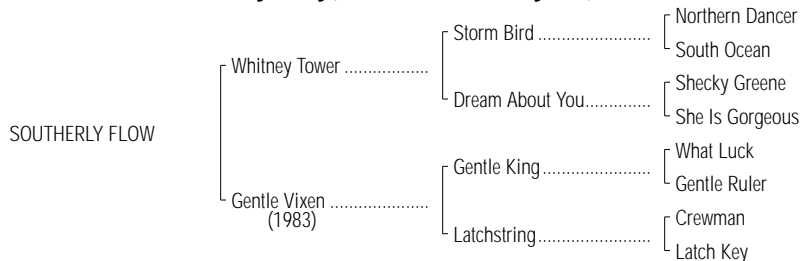 Northern Dancer
Storm Bird ..................
South Ocean
Whitney Tower ..................
Shecky Greene
Dream About You..............
She Is Gorgeous
SOUTHERLY FLOW
What Luck
Gentle King.......................
Gentle Ruler
Gentle Vixen .....................
(1983)
Crewman
Latchstring........................
Latch Key